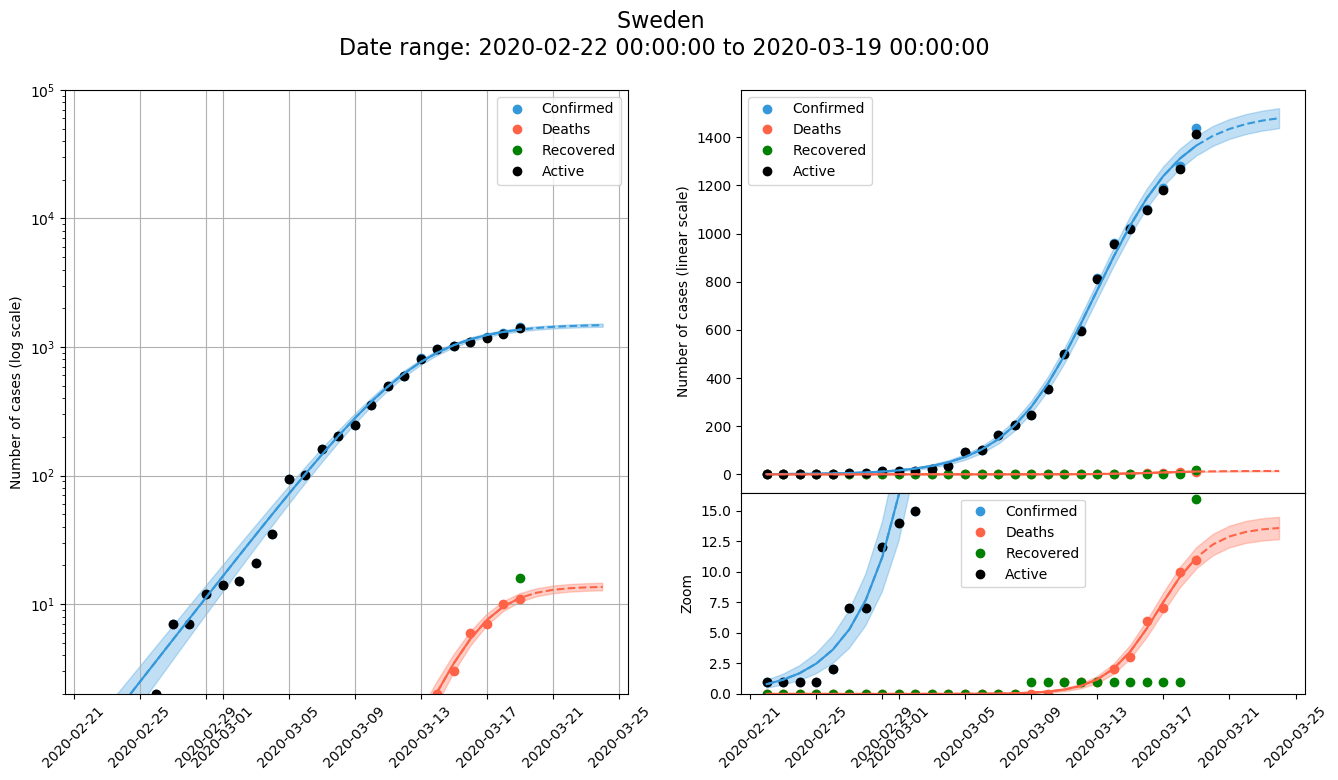 Sweden
Date range: 2020-02-22 00:00:00 to 2020-03-19 00:00:00
Number of cases (log scale)
10^5
10^4
10^3
10^2
10^1
Confirmed
Deaths
Recovered
Active
2020-02-21
2020-02-25
2020-02-29
2020-03-01
2020-03-05
2020-03-09
2020-03-13
2020-03-17
2020-03-21
2020-03-25
Number of cases (linear scale)
1400
1200
1000
800
600
400
200
0
Confirmed
Deaths
Recovered
Active
Zoom
15.0
12.5
10.0
7.5
5.0
2.5
0.0
Confirmed
Deaths
Recovered
Active
2020-02-21
2020-02-25
2020-02-29
2020-03-01
2020-03-05
2020-03-09
2020-03-13
2020-03-17
2020-03-21
2020-03-25